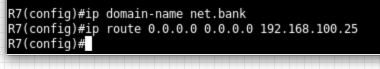 R7(config)#ip domain-name net.bank
R7(config)#ip route 0.0.0.0 0.0.0.0 192.168.100.25
R7(config)#